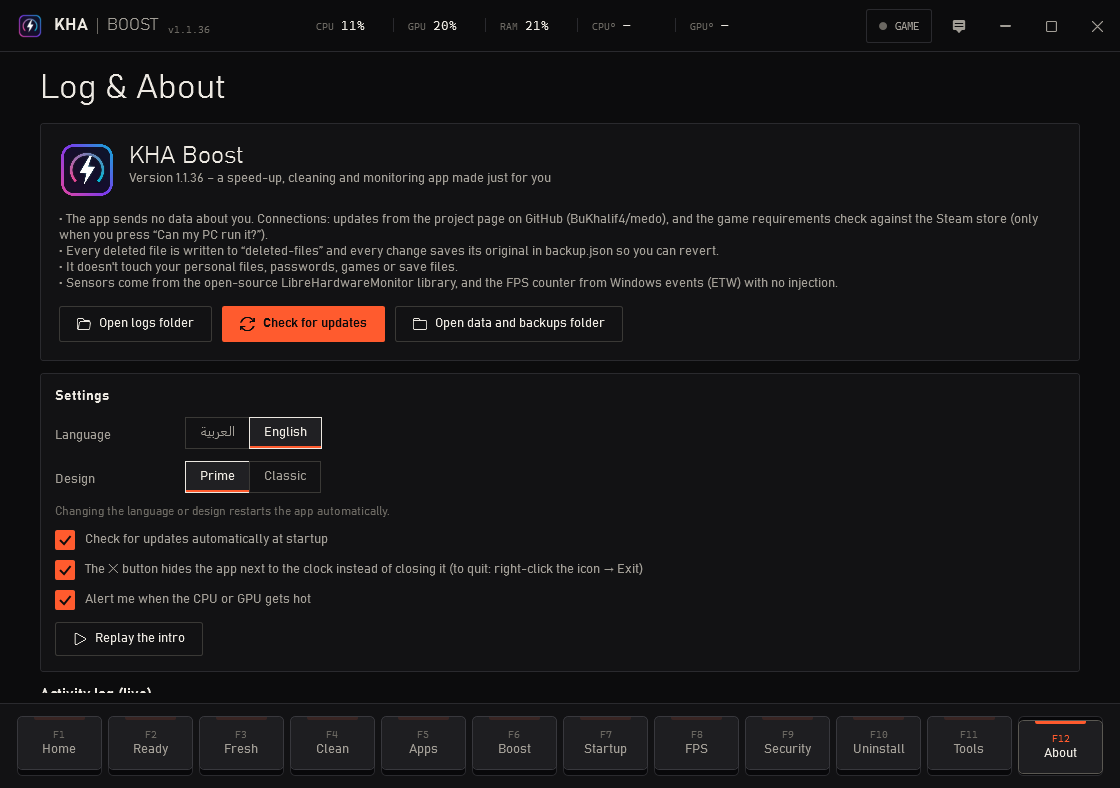 KHA | BOOST v1.1.36
CPU 11% GPU 20% RAM 21% CPU° — GPU° —
GAME
Log & About
KHA Boost
Version 1.1.36 – a speed-up, cleaning and monitoring app made just for you
• The app sends no data about you. Connections: updates from the project page on GitHub (BuKhalif4/medo), and the game requirements check against the Steam store (only
when you press “Can my PC run it?”).
• Every deleted file is written to “deleted-files” and every change saves its original in backup.json so you can revert.
• It doesn't touch your personal files, passwords, games or save files.
• Sensors come from the open-source LibreHardwareMonitor library, and the FPS counter from Windows events (ETW) with no injection.
Open logs folder Check for updates Open data and backups folder
Settings
Language العربية English
Design Prime Classic
Changing the language or design restarts the app automatically.
Check for updates automatically at startup
The ✕ button hides the app next to the clock instead of closing it (to quit: right-click the icon → Exit)
Alert me when the CPU or GPU gets hot
Replay the intro
Activity log (live)
F1 F2 F3 F4 F5 F6 F7 F8 F9 F10 F11 F12
Home Ready Fresh Clean Apps Boost Startup FPS Security Uninstall Tools About